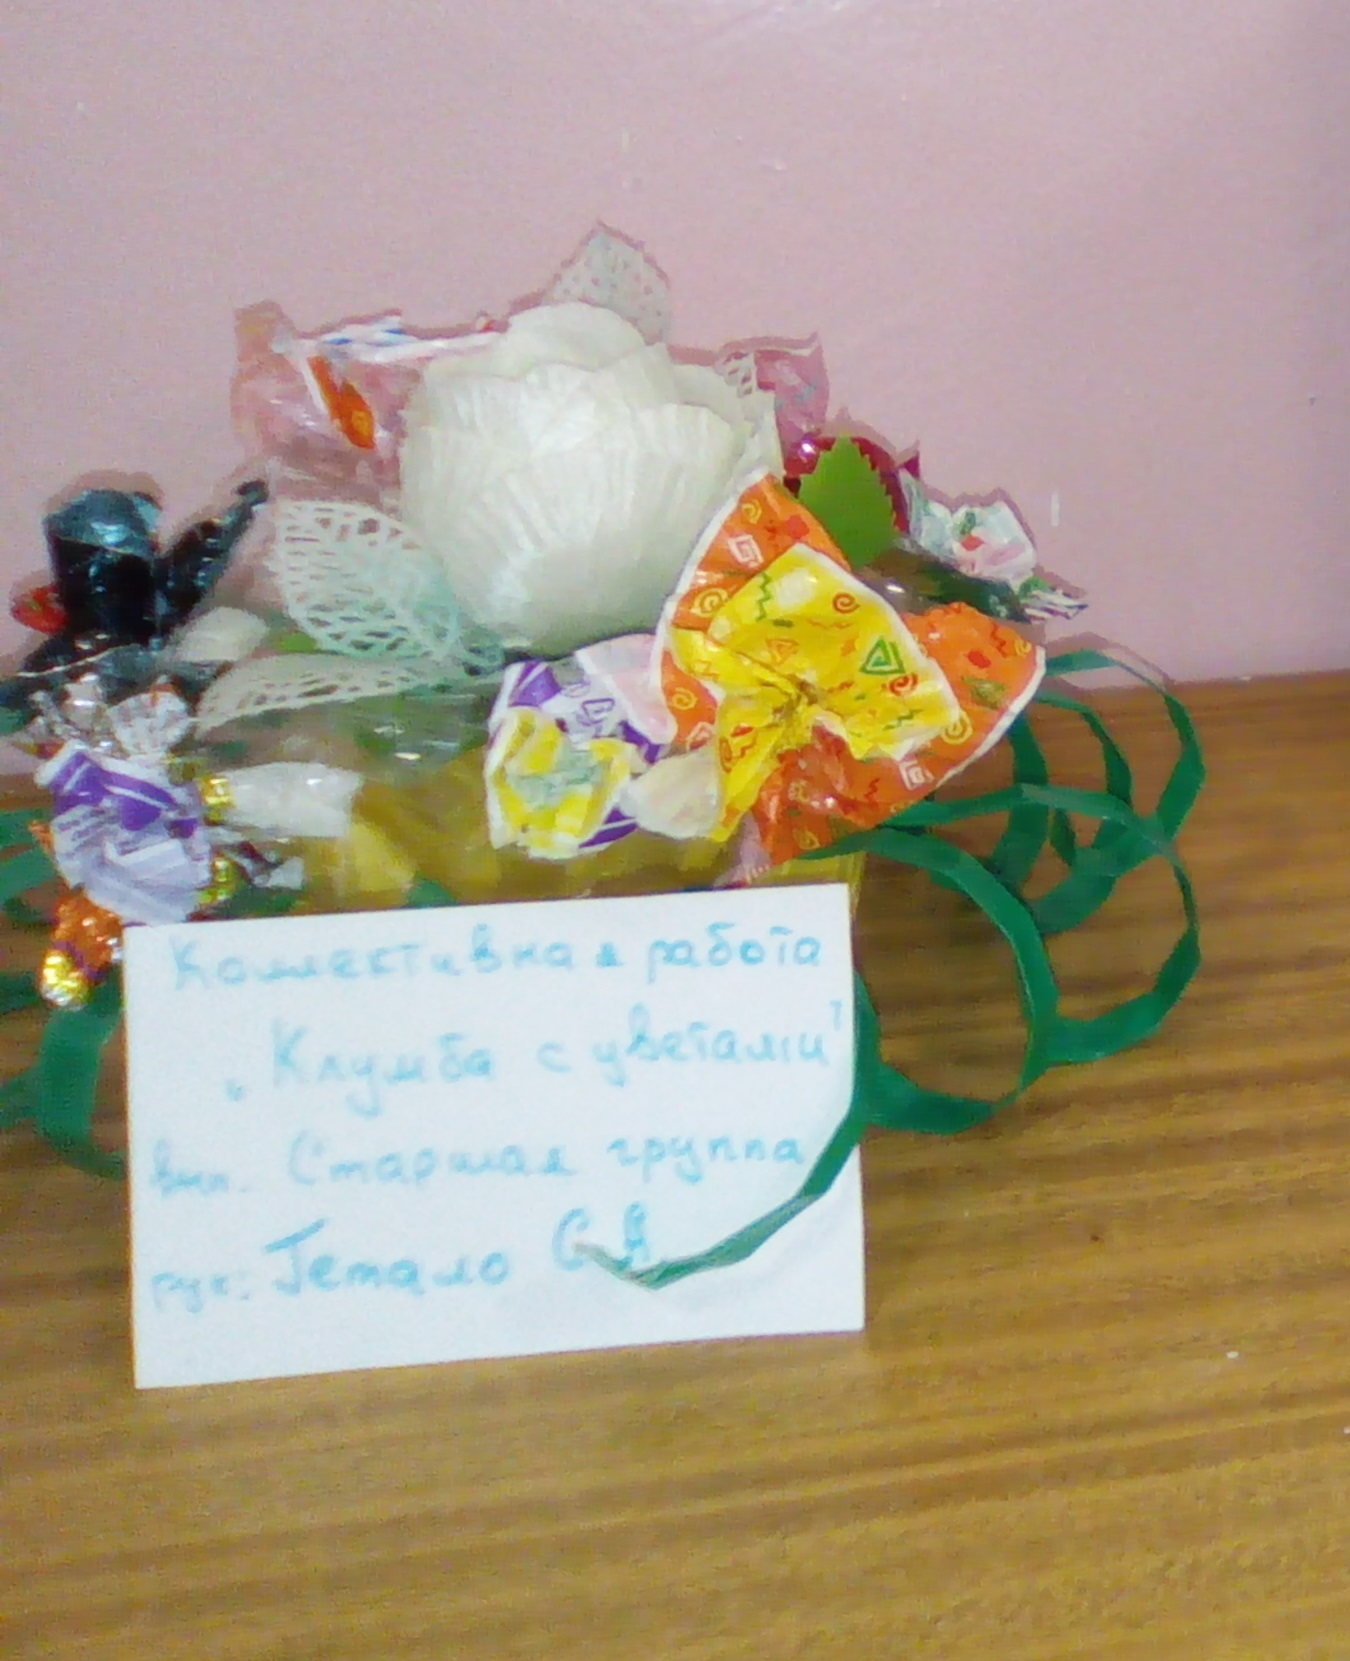 Коллективная работа
„Клумба с цветами"
вып. Старшая группа
рук: Гетало С.А.